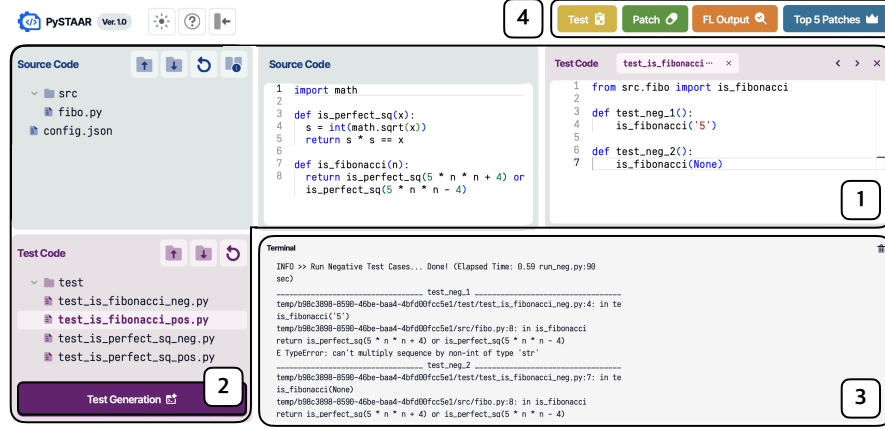 PySTAAR Ver. 1.0
4
Test
Patch
FL Output
Top 5 Patches
Source Code
src
fibo.py
config.json
Source Code
1 import math
2
3 def is_perfect_sq(x):
4 s = int(math.sqrt(x))
5 return s * s == x
6
7 def is_fibonacci(n):
8 return is_perfect_sq(5 * n * n + 4) or
is_perfect_sq(5 * n * n - 4)
Test Code test_is_fibonacci··· ×
1 from src.fibo import is_fibonacci
2
3 def test_neg_1():
4 is_fibonacci('5')
5
6 def test_neg_2():
7 is_fibonacci(None)
1
Test Code
test
test_is_fibonacci_neg.py
test_is_fibonacci_pos.py
test_is_perfect_sq_neg.py
test_is_perfect_sq_pos.py
Test Generation
2
Terminal
INFO >> Run Negative Test Cases... Done! (Elapsed Time: 0.59 run_neg.py:90
sec)
_________________________________ test_neg_1 _________________________________
temp/b98c3898-8590-46be-baa4-4bfd00fcc5e1/test/test_is_fibonacci_neg.py:4: in te
is_fibonacci('5')
temp/b98c3898-8590-46be-baa4-4bfd00fcc5e1/src/fibo.py:8: in is_fibonacci
return is_perfect_sq(5 * n * n + 4) or is_perfect_sq(5 * n * n - 4)
E TypeError: can't multiply sequence by non-int of type 'str'
_________________________________ test_neg_2 _________________________________
temp/b98c3898-8590-46be-baa4-4bfd00fcc5e1/test/test_is_fibonacci_neg.py:7: in te
is_fibonacci(None)
temp/b98c3898-8590-46be-baa4-4bfd00fcc5e1/src/fibo.py:8: in is_fibonacci
return is_perfect_sq(5 * n * n + 4) or is_perfect_sq(5 * n * n - 4)
3